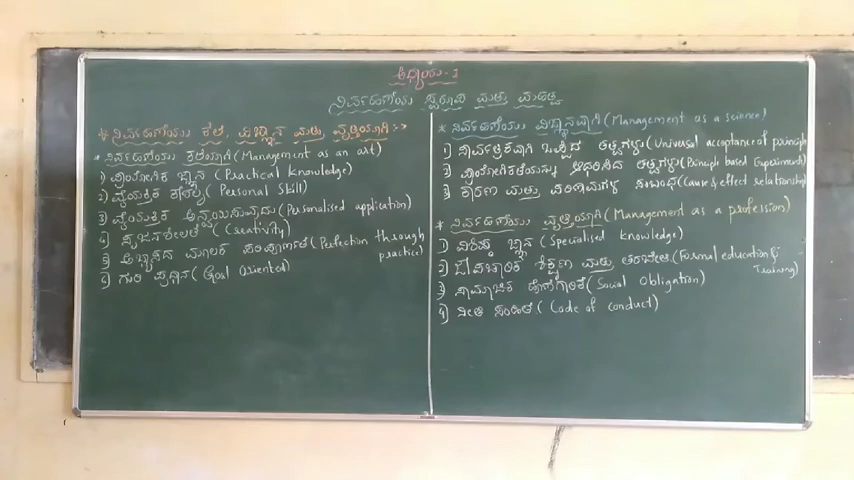 ಅಧ್ಯಾಯ-1
ನಿರ್ವಹಣೆಯ ಸ್ವರೂಪ ಮತ್ತು ಮಹತ್ವ
* ನಿರ್ವಹಣೆಯು ಕಲೆ, ವಿಜ್ಞಾನ ಮತ್ತು ವೃತ್ತಿಯಾಗಿ :->
* ನಿರ್ವಹಣೆಯು ಕಲೆಯಾಗಿ (Management as an art)
1) ಪ್ರಾಯೋಗಿಕ ಜ್ಞಾನ (Practical knowledge)
2) ವೈಯಕ್ತಿಕ ಕೌಶಲ್ಯ (Personal Skill)
3) ವೈಯಕ್ತಿಕ ಅನ್ವಯಿಸುವುದು (Personalised application)
4) ಸೃಜನಶೀಲತೆ (Creativity)
5) ಅಭ್ಯಾಸದ ಮೂಲಕ ಪರಿಪೂರ್ಣತೆ (Perfection through
practice)
6) ಗುರಿ ಪ್ರಧಾನ (Goal Oriented)
* ನಿರ್ವಹಣೆಯು ವಿಜ್ಞಾನವಾಗಿ (Management as a science)
1) ಸಾರ್ವತ್ರಿಕವಾಗಿ ಒಪ್ಪಿದ ತತ್ವಗಳು (Universal acceptance of principle
2) ಪ್ರಾಯೋಗಿಕತೆಯನ್ನು ಆಧರಿಸಿದ ತತ್ವಗಳು (Principle based Experiment)
3) ಕಾರಣ ಮತ್ತು ಪರಿಣಾಮಗಳ ಸಂಬಂಧ (Cause & effect relationship)
* ನಿರ್ವಹಣೆಯು ವೃತ್ತಿಯಾಗಿ (Management as a profession)
1) ವಿಶಿಷ್ಟ ಜ್ಞಾನ (Specialised knowledge)
2) ಔಪಚಾರಿಕ ಶಿಕ್ಷಣ ಮತ್ತು ತರಬೇತಿ (Formal education &
Training)
3) ಸಾಮಾಜಿಕ ಹೊಣೆಗಾರಿಕೆ (Social Obligation)
4) ನೀತಿ ಸಂಹಿತೆ (Code of conduct)